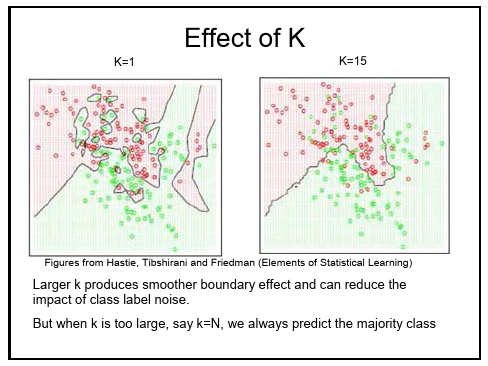 Effect of K
K=1
K=15
Figures from Hastie, Tibshirani and Friedman (Elements of Statistical Learning)
Larger k produces smoother boundary effect and can reduce the
impact of class label noise.
But when k is too large, say k=N, we always predict the majority class